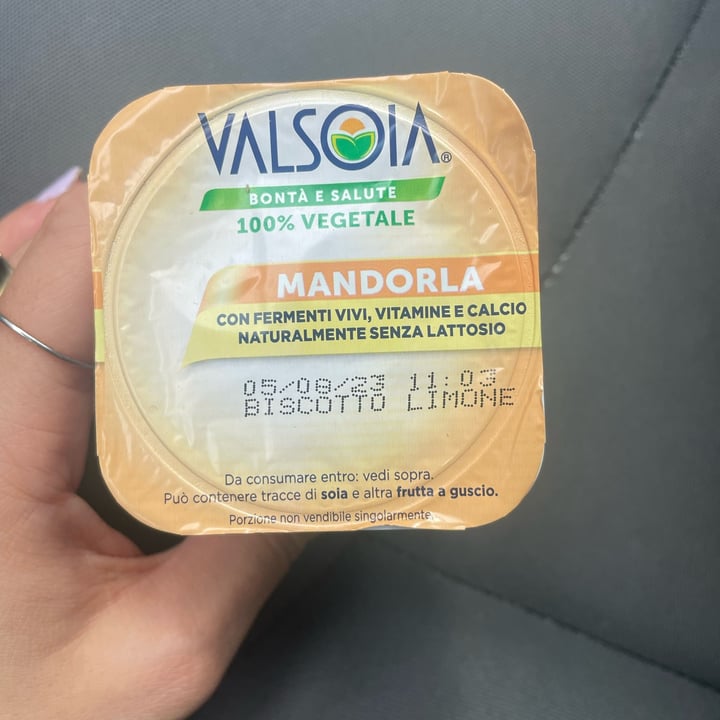 VALSOIA®
BONTÀ E SALUTE
100% VEGETALE
MANDORLA
CON FERMENTI VIVI, VITAMINE E CALCIO
NATURALMENTE SENZA LATTOSIO
05/08/23 11:03
BISCOTTO LIMONE
Da consumare entro: vedi sopra.
Può contenere tracce di soia e altra frutta a guscio.
Porzione non vendibile singolarmente.